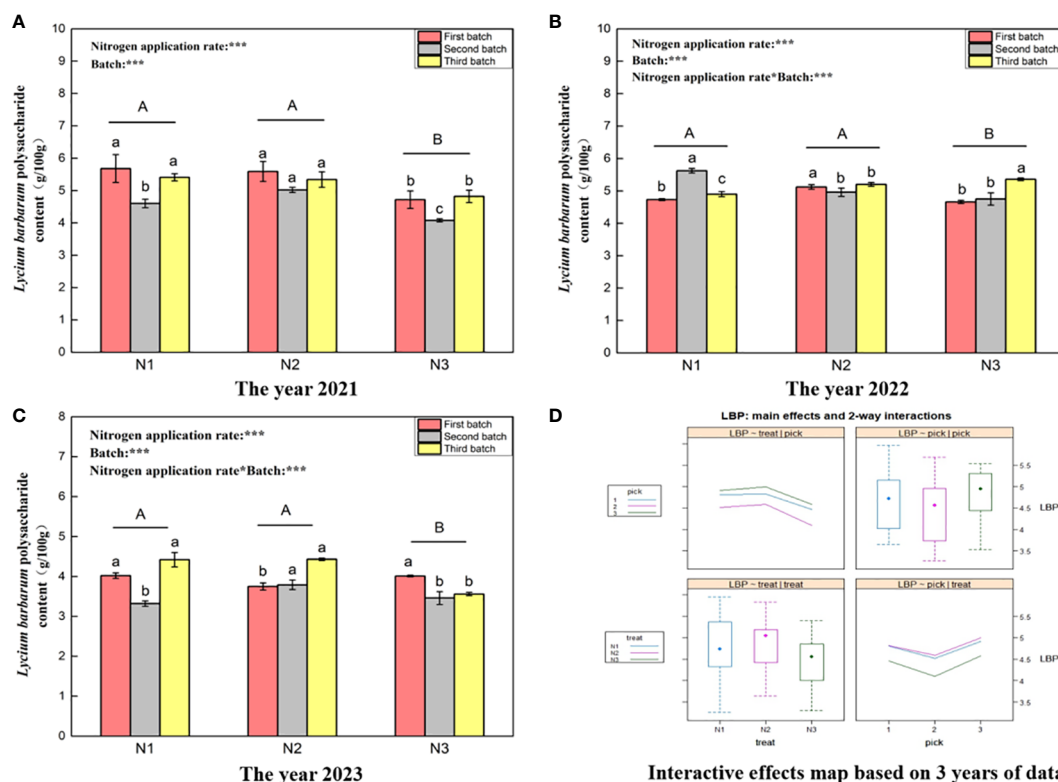 A
Lycium barbarum polysaccharide
content（g/100g）
10
9
8
7
6
5
4
3
2
1
0
Nitrogen application rate:***
Batch:***
First batch
Second batch
Third batch
A
A
B
a
b
a
a
a
a
b
c
b
N1
N2
N3
The year 2021
B
Lycium barbarum polysaccharide
content（g/100g）
10
9
8
7
6
5
4
3
2
1
0
Nitrogen application rate:***
Batch:***
Nitrogen application rate*Batch:***
First batch
Second batch
Third batch
A
A
B
b
a
c
a
b
b
b
b
a
N1
N2
N3
The year 2022
C
Lycium barbarum polysaccharide
content (g/100g)
8
7
6
5
4
3
2
1
0
Nitrogen application rate:***
Batch:***
Nitrogen application rate*Batch:***
First batch
Second batch
Third batch
A
A
B
a
b
a
b
a
a
a
b
b
N1
N2
N3
The year 2023
D
LBP: main effects and 2-way interactions
LBP ~ treat | pick
LBP ~ pick | pick
pick
1
2
3
5.5
5
4.5
4
3.5
LBP
LBP ~ treat | treat
LBP ~ pick | treat
treat
N1
N2
N3
5.5
5
4.5
4
3.5
LBP
N1
N2
N3
1
2
3
treat
pick
Interactive effects map based on 3 years of data